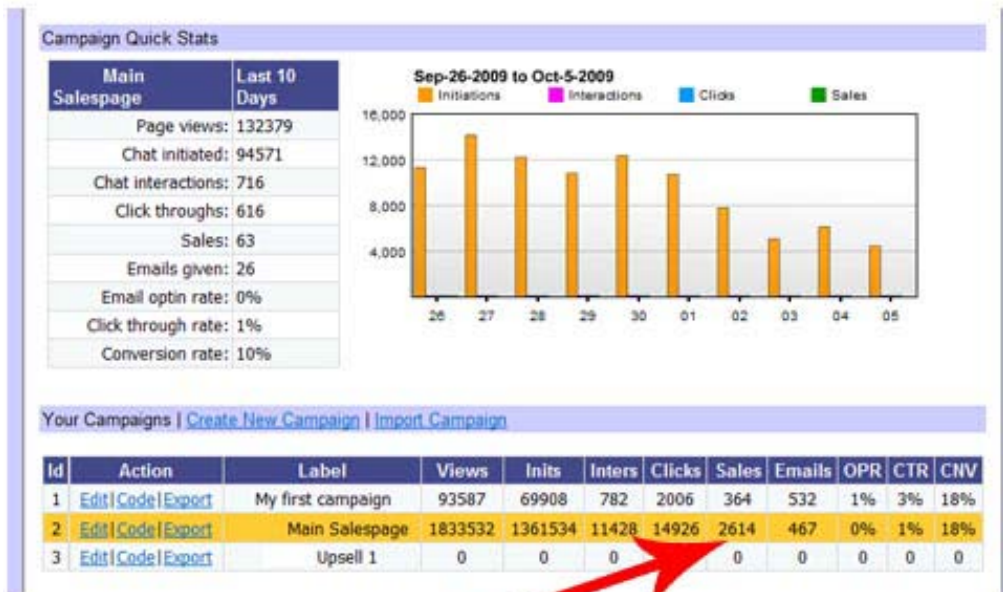 Campaign Quick Stats
Main Salespage Last 10 Days
Page views: 132379
Chat initiated: 94571
Chat interactions: 716
Click throughs: 616
Sales: 63
Emails given: 26
Email optin rate: 0%
Click through rate: 1%
Conversion rate: 10%
Sep-26-2009 to Oct-5-2009
Initiations Interactions Clicks Sales
16,000
12,000
8,000
4,000
26 27 28 29 30 01 02 03 04 05
Your Campaigns | Create New Campaign | Import Campaign
Id Action Label Views Inits Inters Clicks Sales Emails OPR CTR CNV
1 Edit|Code|Export My first campaign 93587 69908 782 2006 364 532 1% 3% 18%
2 Edit|Code|Export Main Salespage 1833532 1361534 11428 14926 2614 467 0% 1% 18%
3 Edit|Code|Export Upsell 1 0 0 0 0 0 0 0 0